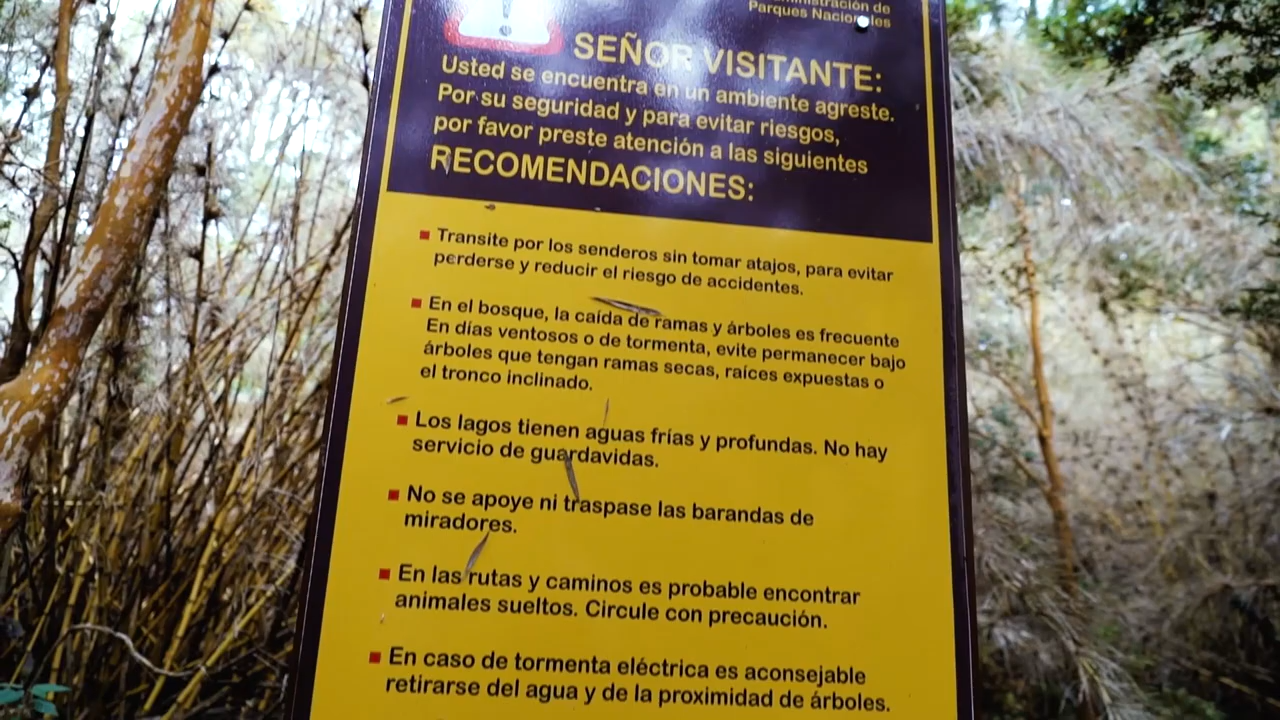 Parques Nacionales
SEÑOR VISITANTE:
Usted se encuentra en un ambiente agreste.
Por su seguridad y para evitar riesgos,
por favor preste atención a las siguientes
RECOMENDACIONES:
Transite por los senderos sin tomar atajos, para evitar
perderse y reducir el riesgo de accidentes.
En el bosque, la caída de ramas y árboles es frecuente
En días ventosos o de tormenta, evite permanecer bajo
árboles que tengan ramas secas, raíces expuestas o
el tronco inclinado.
Los lagos tienen aguas frías y profundas. No hay
servicio de guardavidas.
No se apoye ni traspase las barandas de
miradores.
En las rutas y caminos es probable encontrar
animales sueltos. Circule con precaución.
En caso de tormenta eléctrica es aconsejable
retirarse del agua y de la proximidad de árboles.